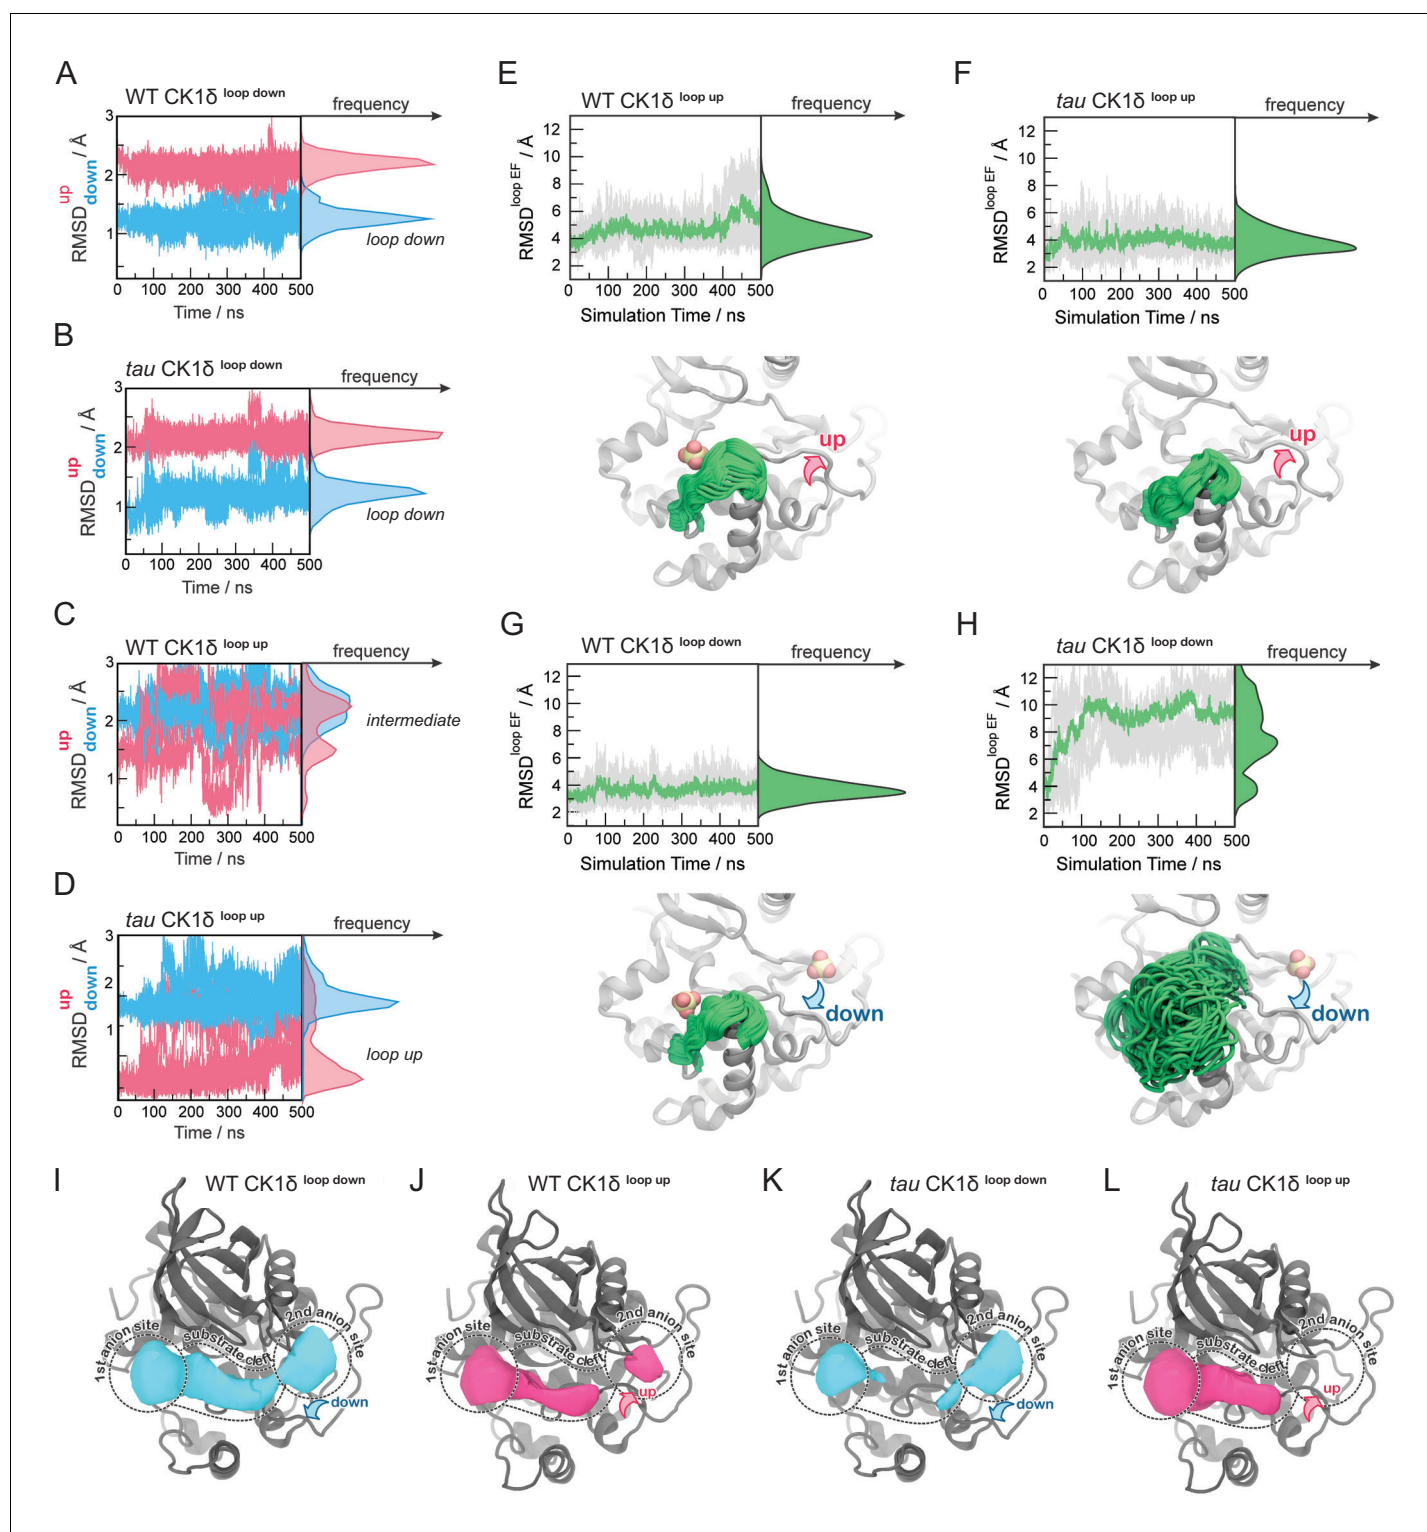 A
WT CK1δ loop down
frequency
RMSD up down / Å
3
2
1
loop down
0 100 200 300 400 500
Time / ns
B
tau CK1δ loop down
frequency
RMSD up down / Å
3
2
1
loop down
0 100 200 300 400 500
Time / ns
C
WT CK1δ loop up
frequency
RMSD up down / Å
3
2
1
intermediate
0 100 200 300 400 500
Time / ns
D
tau CK1δ loop up
frequency
RMSD up down / Å
3
2
1
loop up
0 100 200 300 400 500
Time / ns
E
WT CK1δ loop up
frequency
RMSD loop EF / Å
12
10
8
6
4
2
0 100 200 300 400 500
Simulation Time / ns
up
F
tau CK1δ loop up
frequency
RMSD loop EF / Å
12
10
8
6
4
2
0 100 200 300 400 500
Simulation Time / ns
up
G
WT CK1δ loop down
frequency
RMSD loop EF / Å
12
10
8
6
4
2
0 100 200 300 400 500
Simulation Time / ns
down
H
tau CK1δ loop down
frequency
RMSD loop EF / Å
12
10
8
6
4
2
0 100 200 300 400 500
Simulation Time / ns
down
I
WT CK1δ loop down
1st anion site
substrate cleft
2nd anion site
down
J
WT CK1δ loop up
1st anion site
substrate cleft
2nd anion site
up
K
tau CK1δ loop down
1st anion site
substrate cleft
2nd anion site
down
L
tau CK1δ loop up
1st anion site
substrate cleft
2nd anion site
up